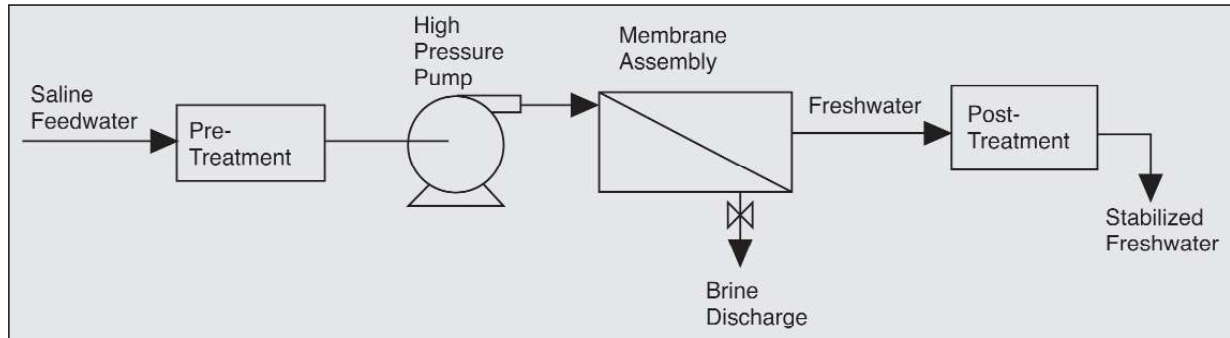 Saline
Feedwater
Pre-
Treatment
High
Pressure
Pump
Membrane
Assembly
Freshwater
Post-
Treatment
Stabilized
Freshwater
Brine
Discharge